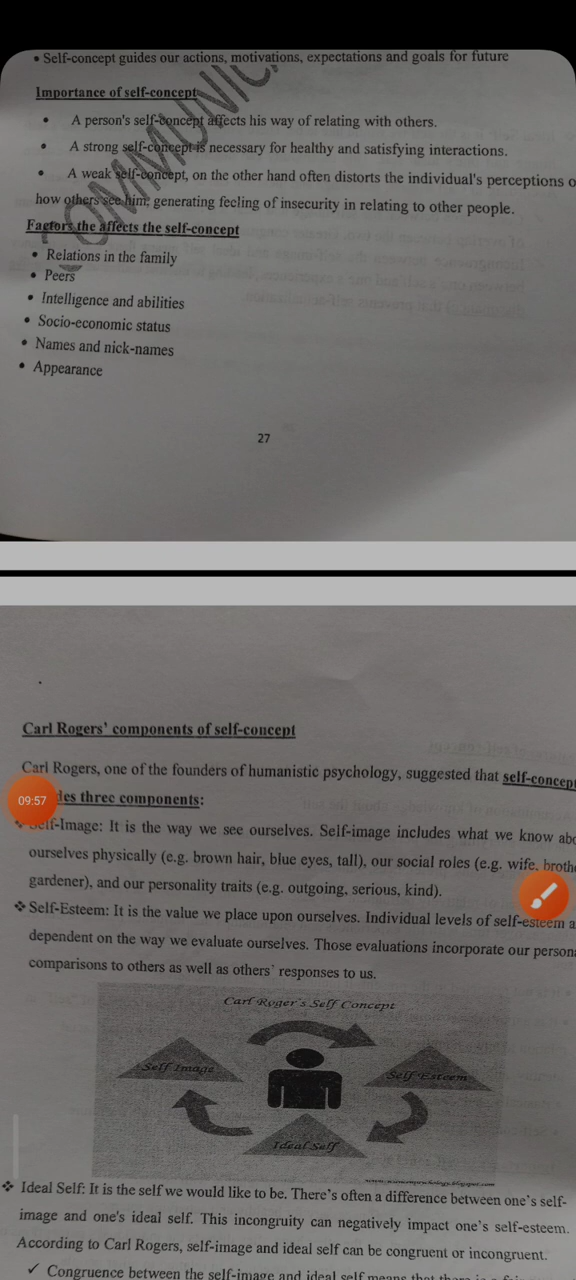 • Self-concept guides our actions, motivations, expectations and goals for future
Importance of self-concept
• A person's self-concept affects his way of relating with others.
• A strong self-concept is necessary for healthy and satisfying interactions.
• A weak self-concept, on the other hand often distorts the individual's perceptions o
how others see him; generating feeling of insecurity in relating to other people.
Factors the affects the self-concept
• Relations in the family
• Peers
• Intelligence and abilities
• Socio-economic status
• Names and nick-names
• Appearance
COMMUNIC
27
Carl Rogers' components of self-concept
Carl Rogers, one of the founders of humanistic psychology, suggested that self-concept
09:57
des three components:
❖ Self-Image: It is the way we see ourselves. Self-image includes what we know abo
ourselves physically (e.g. brown hair, blue eyes, tall), our social roles (e.g. wife, brothe
gardener), and our personality traits (e.g. outgoing, serious, kind).
❖ Self-Esteem: It is the value we place upon ourselves. Individual levels of self-esteem a
dependent on the way we evaluate ourselves. Those evaluations incorporate our person
comparisons to others as well as others' responses to us.
Carl Roger's Self Concept
Self Image
Self Esteem
Ideal Self
❖ Ideal Self: It is the self we would like to be. There's often a difference between one's self-
image and one's ideal self. This incongruity can negatively impact one's self-esteem.
According to Carl Rogers, self-image and ideal self can be congruent or incongruent.
✓ Congruence between the self-image and ideal self means that there is a